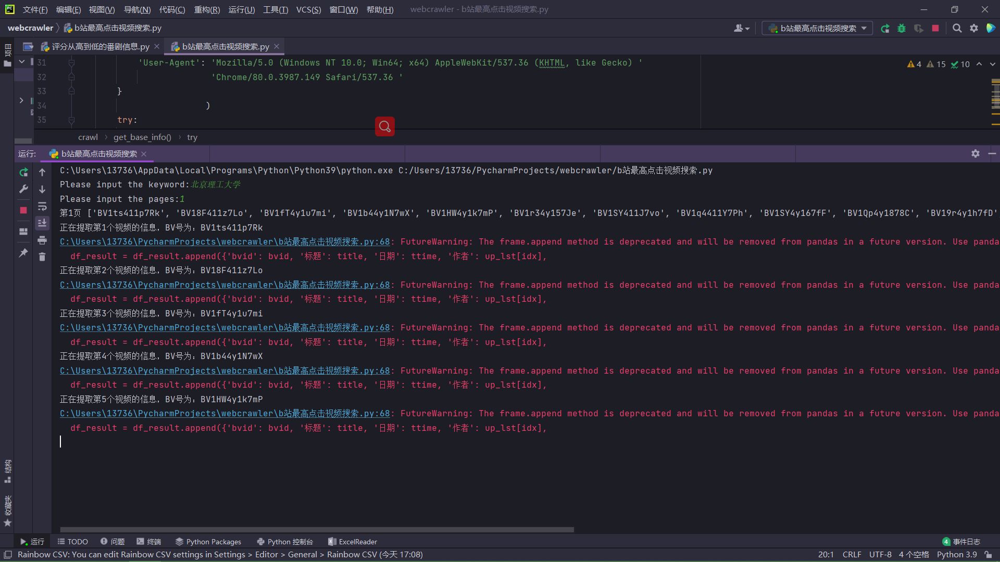 文件(F) 编辑(E) 视图(V) 导航(N) 代码(C) 重构(R) 运行(U) 工具(T) VCS(S) 窗口(W) 帮助(H) webcrawler - b站最高点击视频搜索.py
webcrawler b站最高点击视频搜索.py b站最高点击视频搜索
项目
评分从高到低的番剧信息.py b站最高点击视频搜索.py
31 'User-Agent': 'Mozilla/5.0 (Windows NT 10.0; Win64; x64) AppleWebKit/537.36 (KHTML, like Gecko) '
4 15 10
32 'Chrome/80.0.3987.149 Safari/537.36 '
33 }
34 )
35 try:
crawl get_base_info() try
运行: b站最高点击视频搜索
C:\Users\13736\AppData\Local\Programs\Python\Python39\python.exe C:/Users/13736/PycharmProjects/webcrawler/b站最高点击视频搜索.py
Please input the keyword:北京理工大学
Please input the pages:1
第1页 ['BV1ts411p7Rk', 'BV18F411z7Lo', 'BV1fT4y1u7mi', 'BV1b44y1N7wX', 'BV1HW4y1k7mP', 'BV1r34y157Je', 'BV1SY411J7vo', 'BV1q4411Y7Ph', 'BV1SY4y167fF', 'BV1Qp4y1878C', 'BV19r4y1h7fD'
正在提取第1个视频的信息，BV号为：BV1ts411p7Rk
C:\Users\13736\PycharmProjects\webcrawler\b站最高点击视频搜索.py:68: FutureWarning: The frame.append method is deprecated and will be removed from pandas in a future version. Use panda
df_result = df_result.append({'bvid': bvid, '标题': title, '日期': ttime, '作者': up_lst[idx],
正在提取第2个视频的信息，BV号为：BV18F411z7Lo
C:\Users\13736\PycharmProjects\webcrawler\b站最高点击视频搜索.py:68: FutureWarning: The frame.append method is deprecated and will be removed from pandas in a future version. Use panda
df_result = df_result.append({'bvid': bvid, '标题': title, '日期': ttime, '作者': up_lst[idx],
正在提取第3个视频的信息，BV号为：BV1fT4y1u7mi
C:\Users\13736\PycharmProjects\webcrawler\b站最高点击视频搜索.py:68: FutureWarning: The frame.append method is deprecated and will be removed from pandas in a future version. Use panda
df_result = df_result.append({'bvid': bvid, '标题': title, '日期': ttime, '作者': up_lst[idx],
正在提取第4个视频的信息，BV号为：BV1b44y1N7wX
C:\Users\13736\PycharmProjects\webcrawler\b站最高点击视频搜索.py:68: FutureWarning: The frame.append method is deprecated and will be removed from pandas in a future version. Use panda
df_result = df_result.append({'bvid': bvid, '标题': title, '日期': ttime, '作者': up_lst[idx],
正在提取第5个视频的信息，BV号为：BV1HW4y1k7mP
C:\Users\13736\PycharmProjects\webcrawler\b站最高点击视频搜索.py:68: FutureWarning: The frame.append method is deprecated and will be removed from pandas in a future version. Use panda
df_result = df_result.append({'bvid': bvid, '标题': title, '日期': ttime, '作者': up_lst[idx],
结构
收藏夹
运行 TODO 问题 终端 Python Packages Python 控制台 ExcelReader 4 事件日志
Rainbow CSV: You can edit Rainbow CSV settings in Settings > Editor > General > Rainbow CSV (今天 17:08) 20:1 CRLF UTF-8 4 个空格 Python 3.9